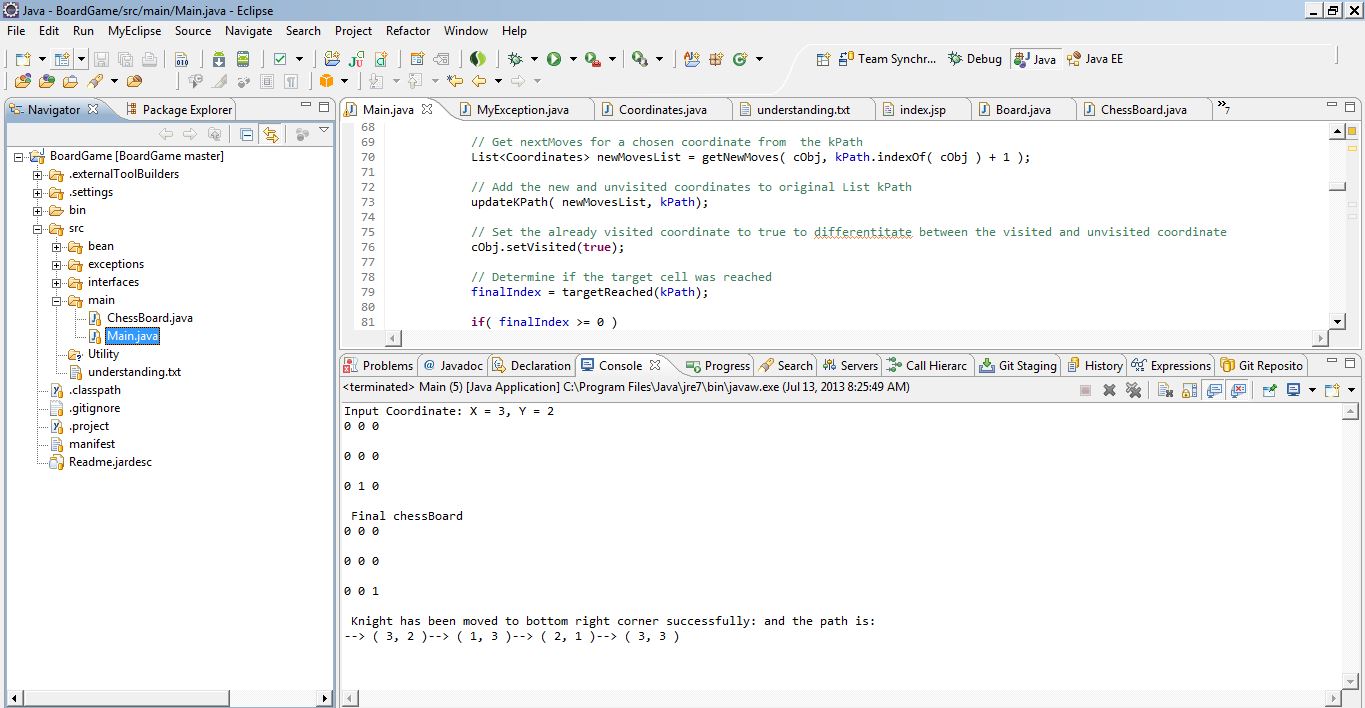 Java - BoardGame/src/main/Main.java - Eclipse
File Edit Run MyEclipse Source Navigate Search Project Refactor Window Help
Team Synchr... Debug Java Java EE
Navigator Package Explorer
BoardGame [BoardGame master]
.externalToolBuilders
.settings
bin
src
bean
exceptions
interfaces
main
ChessBoard.java
Main.java
Utility
understanding.txt
.classpath
.gitignore
.project
manifest
Readme.jardesc
Main.java MyException.java Coordinates.java understanding.txt index.jsp Board.java ChessBoard.java »7
68
69 // Get nextMoves for a chosen coordinate from  the kPath
70 List<Coordinates> newMovesList = getNewMoves( cObj, kPath.indexOf( cObj ) + 1 );
71
72 // Add the new and unvisited coordinates to original List kPath
73 updateKPath( newMovesList, kPath);
74
75 // Set the already visited coordinate to true to differentitate between the visited and unvisited coordinate
76 cObj.setVisited(true);
77
78 // Determine if the target cell was reached
79 finalIndex = targetReached(kPath);
80
81 if( finalIndex >= 0 )
Problems @ Javadoc Declaration Console Progress Search Servers Call Hierarc Git Staging History Expressions Git Reposito
<terminated> Main (5) [Java Application] C:\Program Files\Java\jre7\bin\javaw.exe (Jul 13, 2013 8:25:49 AM)
Input Coordinate: X = 3, Y = 2
0 0 0
0 0 0
0 1 0
Final chessBoard
0 0 0
0 0 0
0 0 1
Knight has been moved to bottom right corner successfully: and the path is:
--> ( 3, 2 )--> ( 1, 3 )--> ( 2, 1 )--> ( 3, 3 )